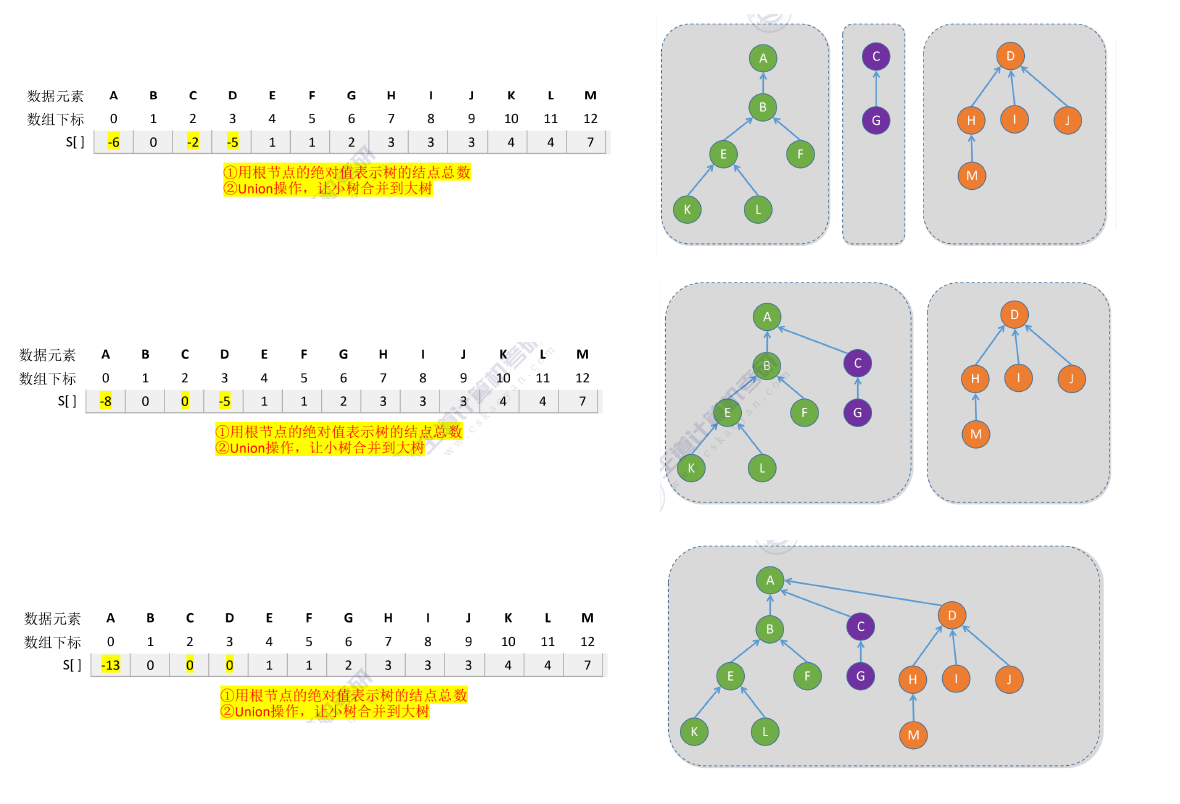 数据元素 A B C D E F G H I J K L M
数组下标 0 1 2 3 4 5 6 7 8 9 10 11 12
S[ ] -6 0 -2 -5 1 1 2 3 3 3 4 4 7
①用根节点的绝对值表示树的结点总数
②Union操作，让小树合并到大树
A
B
E F
K L
C
G
D
H I J
M
数据元素 A B C D E F G H I J K L M
数组下标 0 1 2 3 4 5 6 7 8 9 10 11 12
S[ ] -8 0 0 -5 1 1 2 3 3 3 4 4 7
①用根节点的绝对值表示树的结点总数
②Union操作，让小树合并到大树
A
B C
E F G
K L
D
H I J
M
数据元素 A B C D E F G H I J K L M
数组下标 0 1 2 3 4 5 6 7 8 9 10 11 12
S[ ] -13 0 0 0 1 1 2 3 3 3 4 4 7
①用根节点的绝对值表示树的结点总数
②Union操作，让小树合并到大树
A
B C D
E F G H I J
K L M